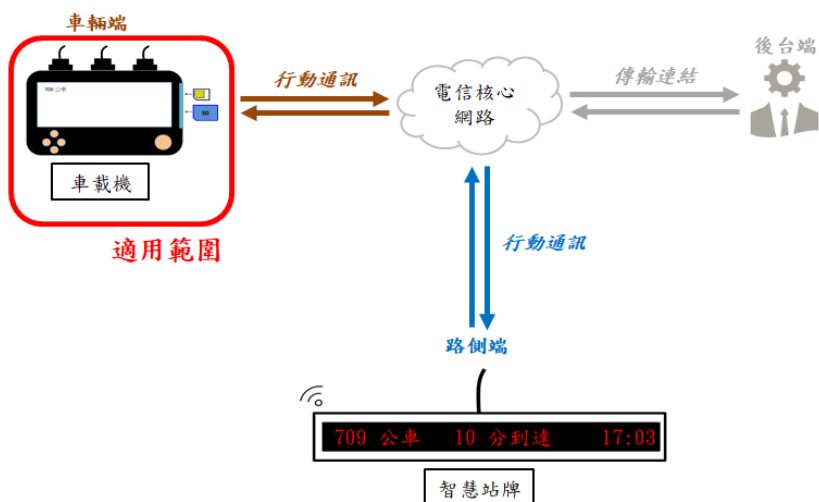 車輛端
709 公車
SD
車載機
適用範圍
行動通訊
電信核心
網路
傳輸連結
後台端
行動通訊
路側端
709 公車 10 分到達 17:03
智慧站牌